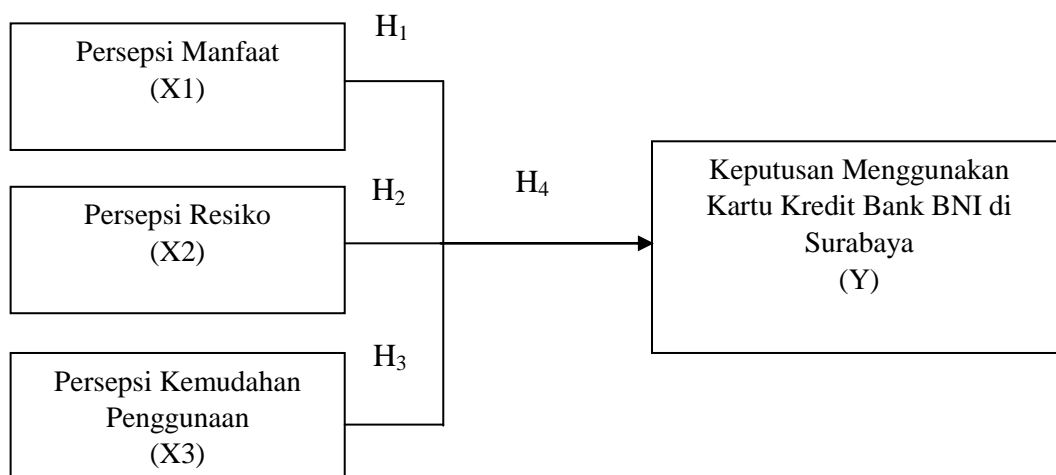 H₁
Persepsi Manfaat
(X1)
H₂
Persepsi Resiko
(X2)
H₃
Persepsi Kemudahan
Penggunaan
(X3)
H₄
Keputusan Menggunakan
Kartu Kredit Bank BNI di
Surabaya
(Y)